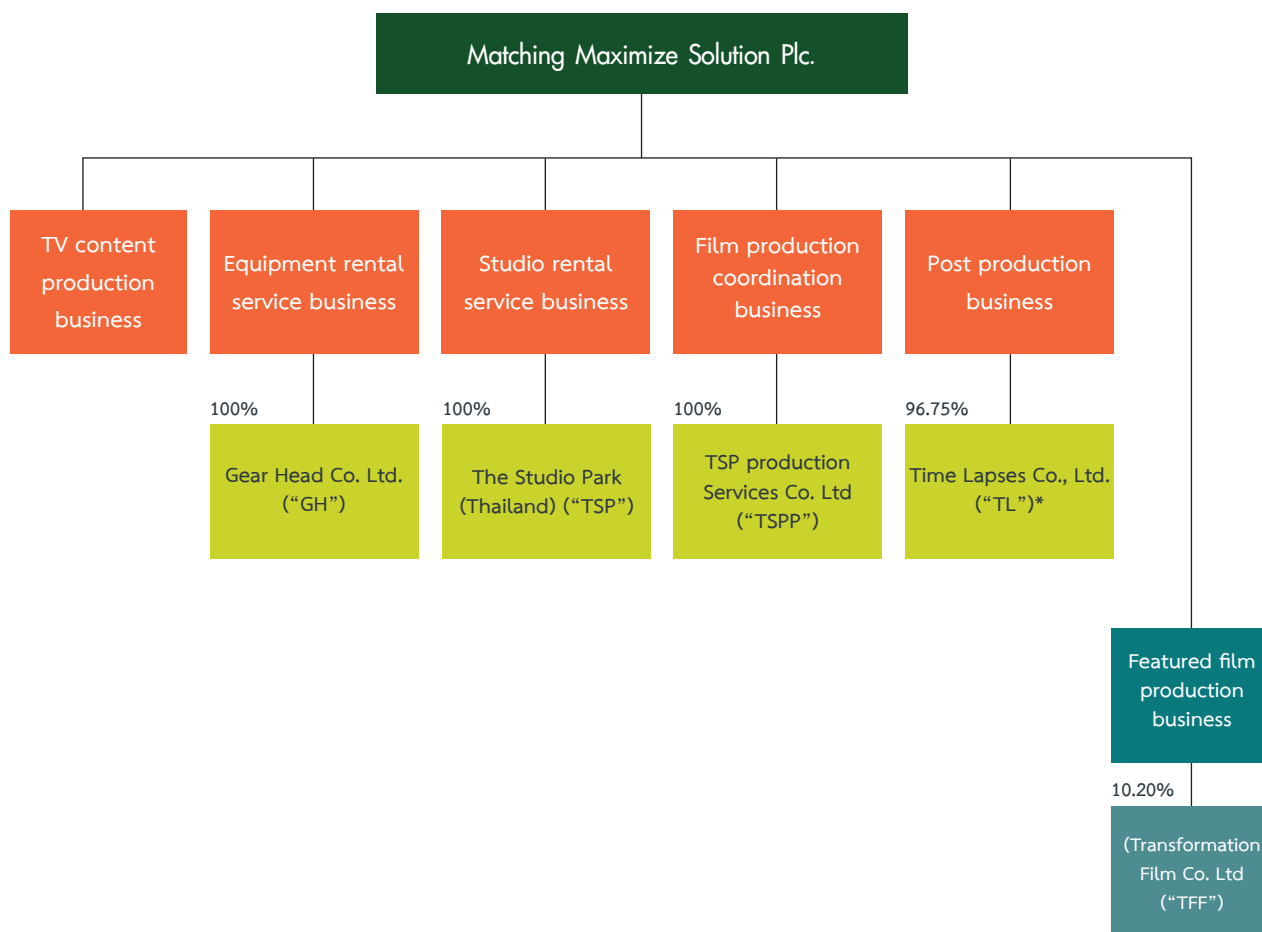 Matching Maximize Solution Plc.
TV content
production
business
Equipment rental
service business
Studio rental
service business
Film production
coordination
business
Post production
business
100%
100%
100%
96.75%
Gear Head Co. Ltd.
(“GH”)
The Studio Park
(Thailand) (“TSP”)
TSP production
Services Co. Ltd
(“TSPP”)
Time Lapses Co., Ltd.
(“TL”)*
Featured film
production
business
10.20%
(Transformation
Film Co. Ltd
(“TFF”)